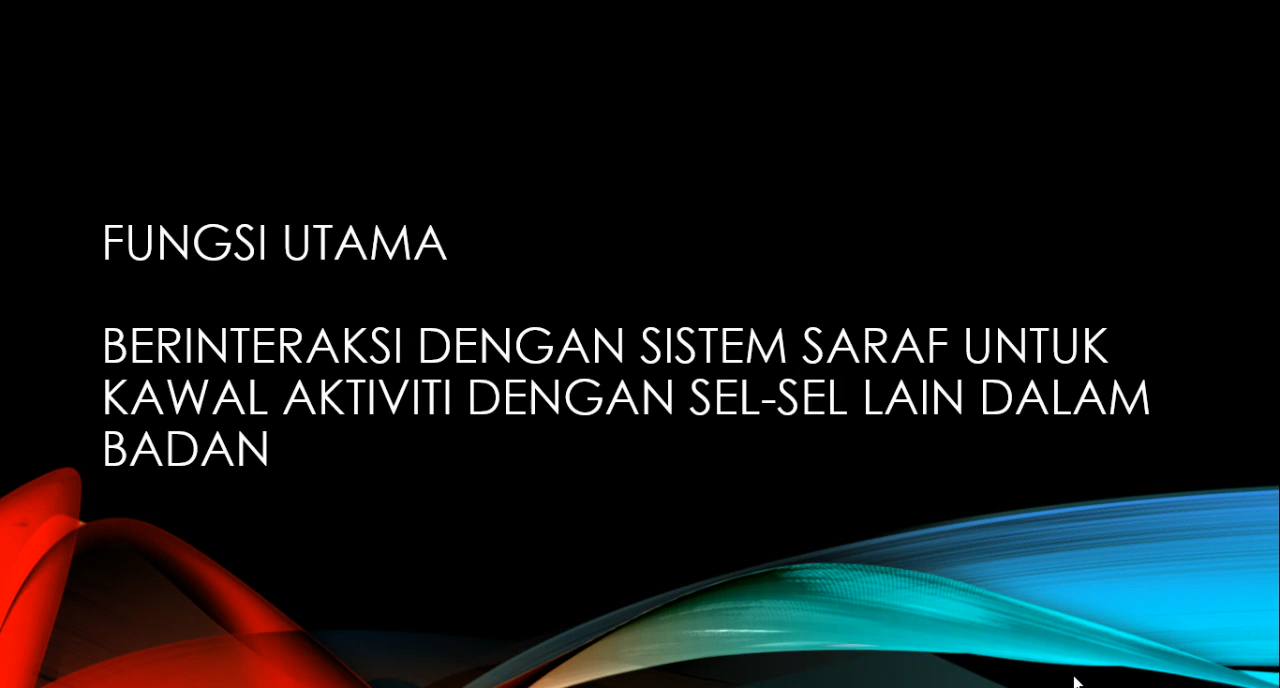 FUNGSI UTAMA
BERINTERAKSI DENGAN SISTEM SARAF UNTUK
KAWAL AKTIVITI DENGAN SEL-SEL LAIN DALAM
BADAN